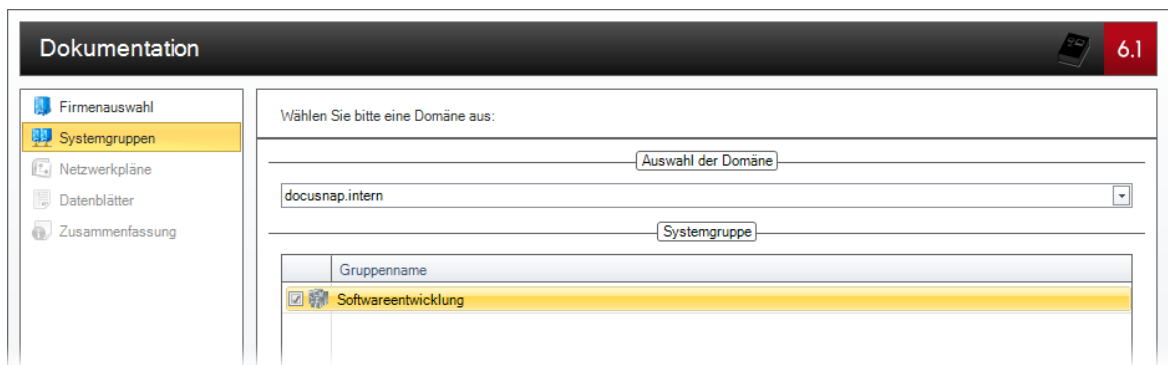 Dokumentation
6.1
Firmenauswahl
Systemgruppen
Netzwerkpläne
Datenblätter
Zusammenfassung
Wählen Sie bitte eine Domäne aus:
Auswahl der Domäne
docusnap.intern
Systemgruppe
Gruppenname
Softwareentwicklung